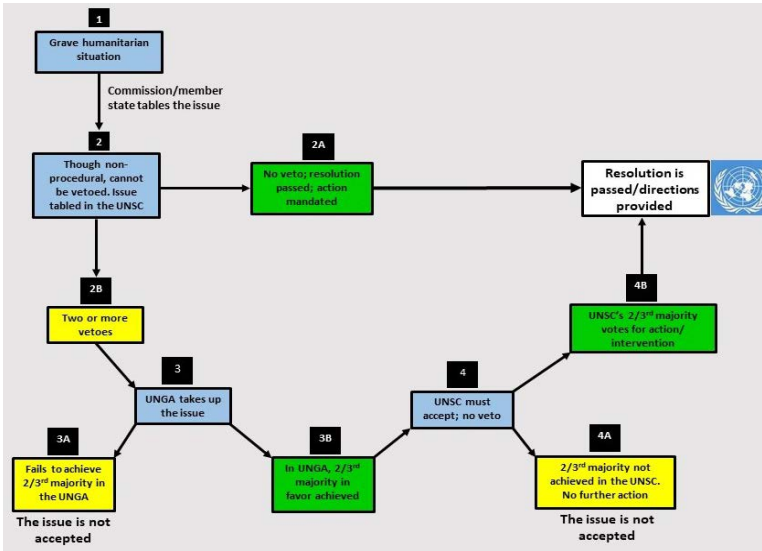 1
Grave humanitarian
situation
Commission/member
state tables the issue
2
Though non-
procedural, cannot
be vetoed. Issue
tabled in the UNSC
2A
No veto; resolution
passed; action
mandated
Resolution is
passed/directions
provided
2B
Two or more
vetoes
3
UNGA takes up
the issue
3A
Fails to achieve
2/3rd majority in
the UNGA
The issue is not
accepted
3B
In UNGA, 2/3rd
majority in
favor achieved
4
UNSC must
accept; no veto
4B
UNSC's 2/3rd majority
votes for action/
intervention
4A
2/3rd majority not
achieved in the UNSC.
No further action
The issue is not
accepted